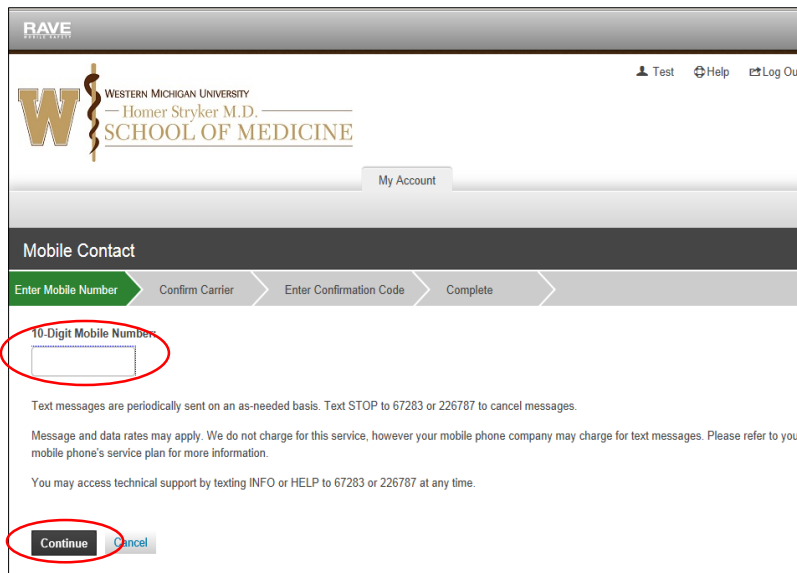 RAVE
MOBILE SAFETY
Test Help Log Ou
W
WESTERN MICHIGAN UNIVERSITY
Homer Stryker M.D.
SCHOOL OF MEDICINE
My Account
Mobile Contact
Enter Mobile Number Confirm Carrier Enter Confirmation Code Complete
10-Digit Mobile Number:
Text messages are periodically sent on an as-needed basis. Text STOP to 67283 or 226787 to cancel messages.
Message and data rates may apply. We do not charge for this service, however your mobile phone company may charge for text messages. Please refer to you
mobile phone's service plan for more information.
You may access technical support by texting INFO or HELP to 67283 or 226787 at any time.
Continue Cancel